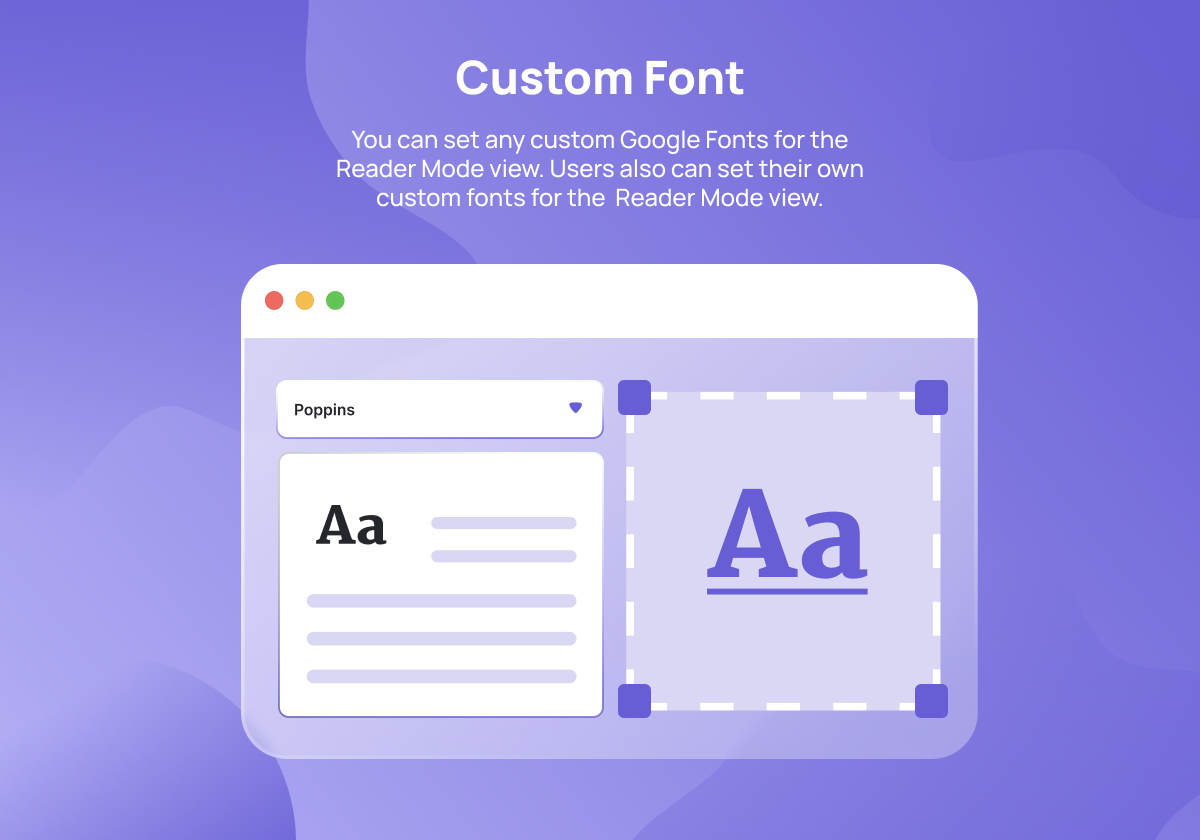 Custom Font
You can set any custom Google Fonts for the
Reader Mode view. Users also can set their own
custom fonts for the  Reader Mode view.
Poppins
Aa
Aa